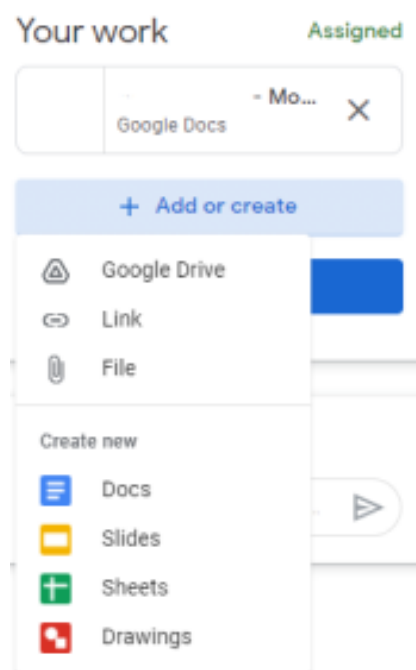 Your work
Assigned
- Mo...
Google Docs
+ Add or create
Google Drive
Link
File
Create new
Docs
Slides
Sheets
Drawings